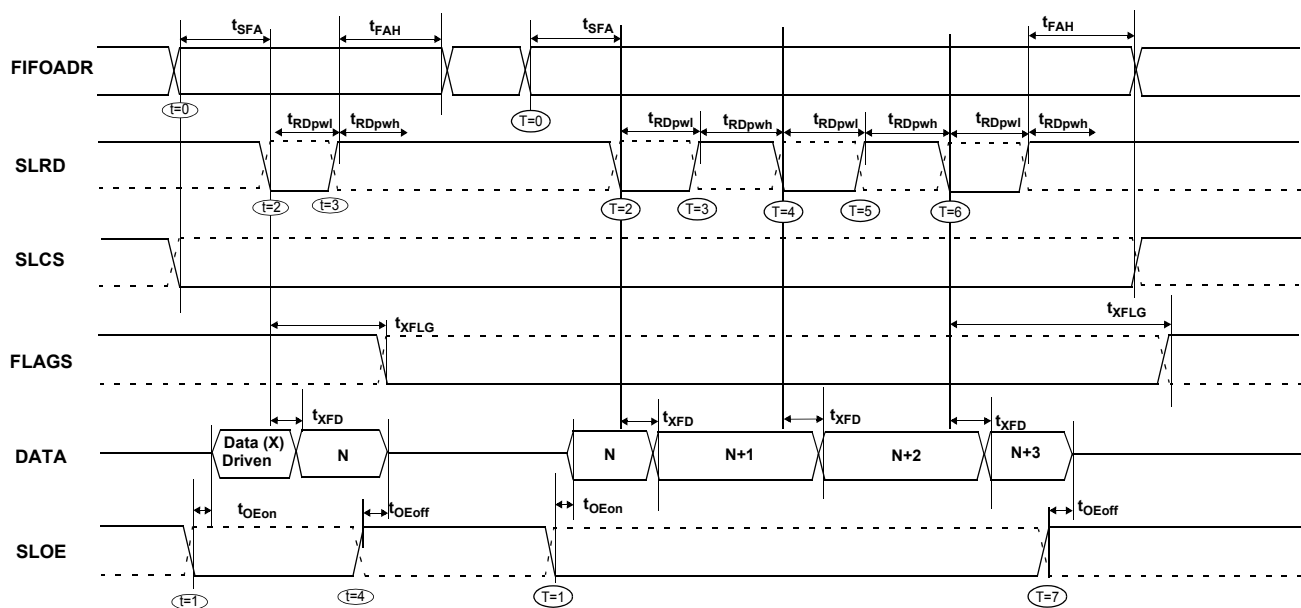 tSFA tFAH tSFA tFAH
FIFOADR
t=0 T=0
tRDpwl tRDpwh tRDpwl tRDpwh tRDpwl tRDpwh tRDpwl tRDpwh
SLRD
t=2 t=3 T=2 T=3 T=4 T=5 T=6
SLCS
tXFLG tXFLG
FLAGS
tXFD tXFD tXFD tXFD
DATA
Data (X)
Driven
N N N+1 N+2 N+3
tOEon tOEoff tOEon tOEoff
SLOE
t=1 t=4 T=1 T=7